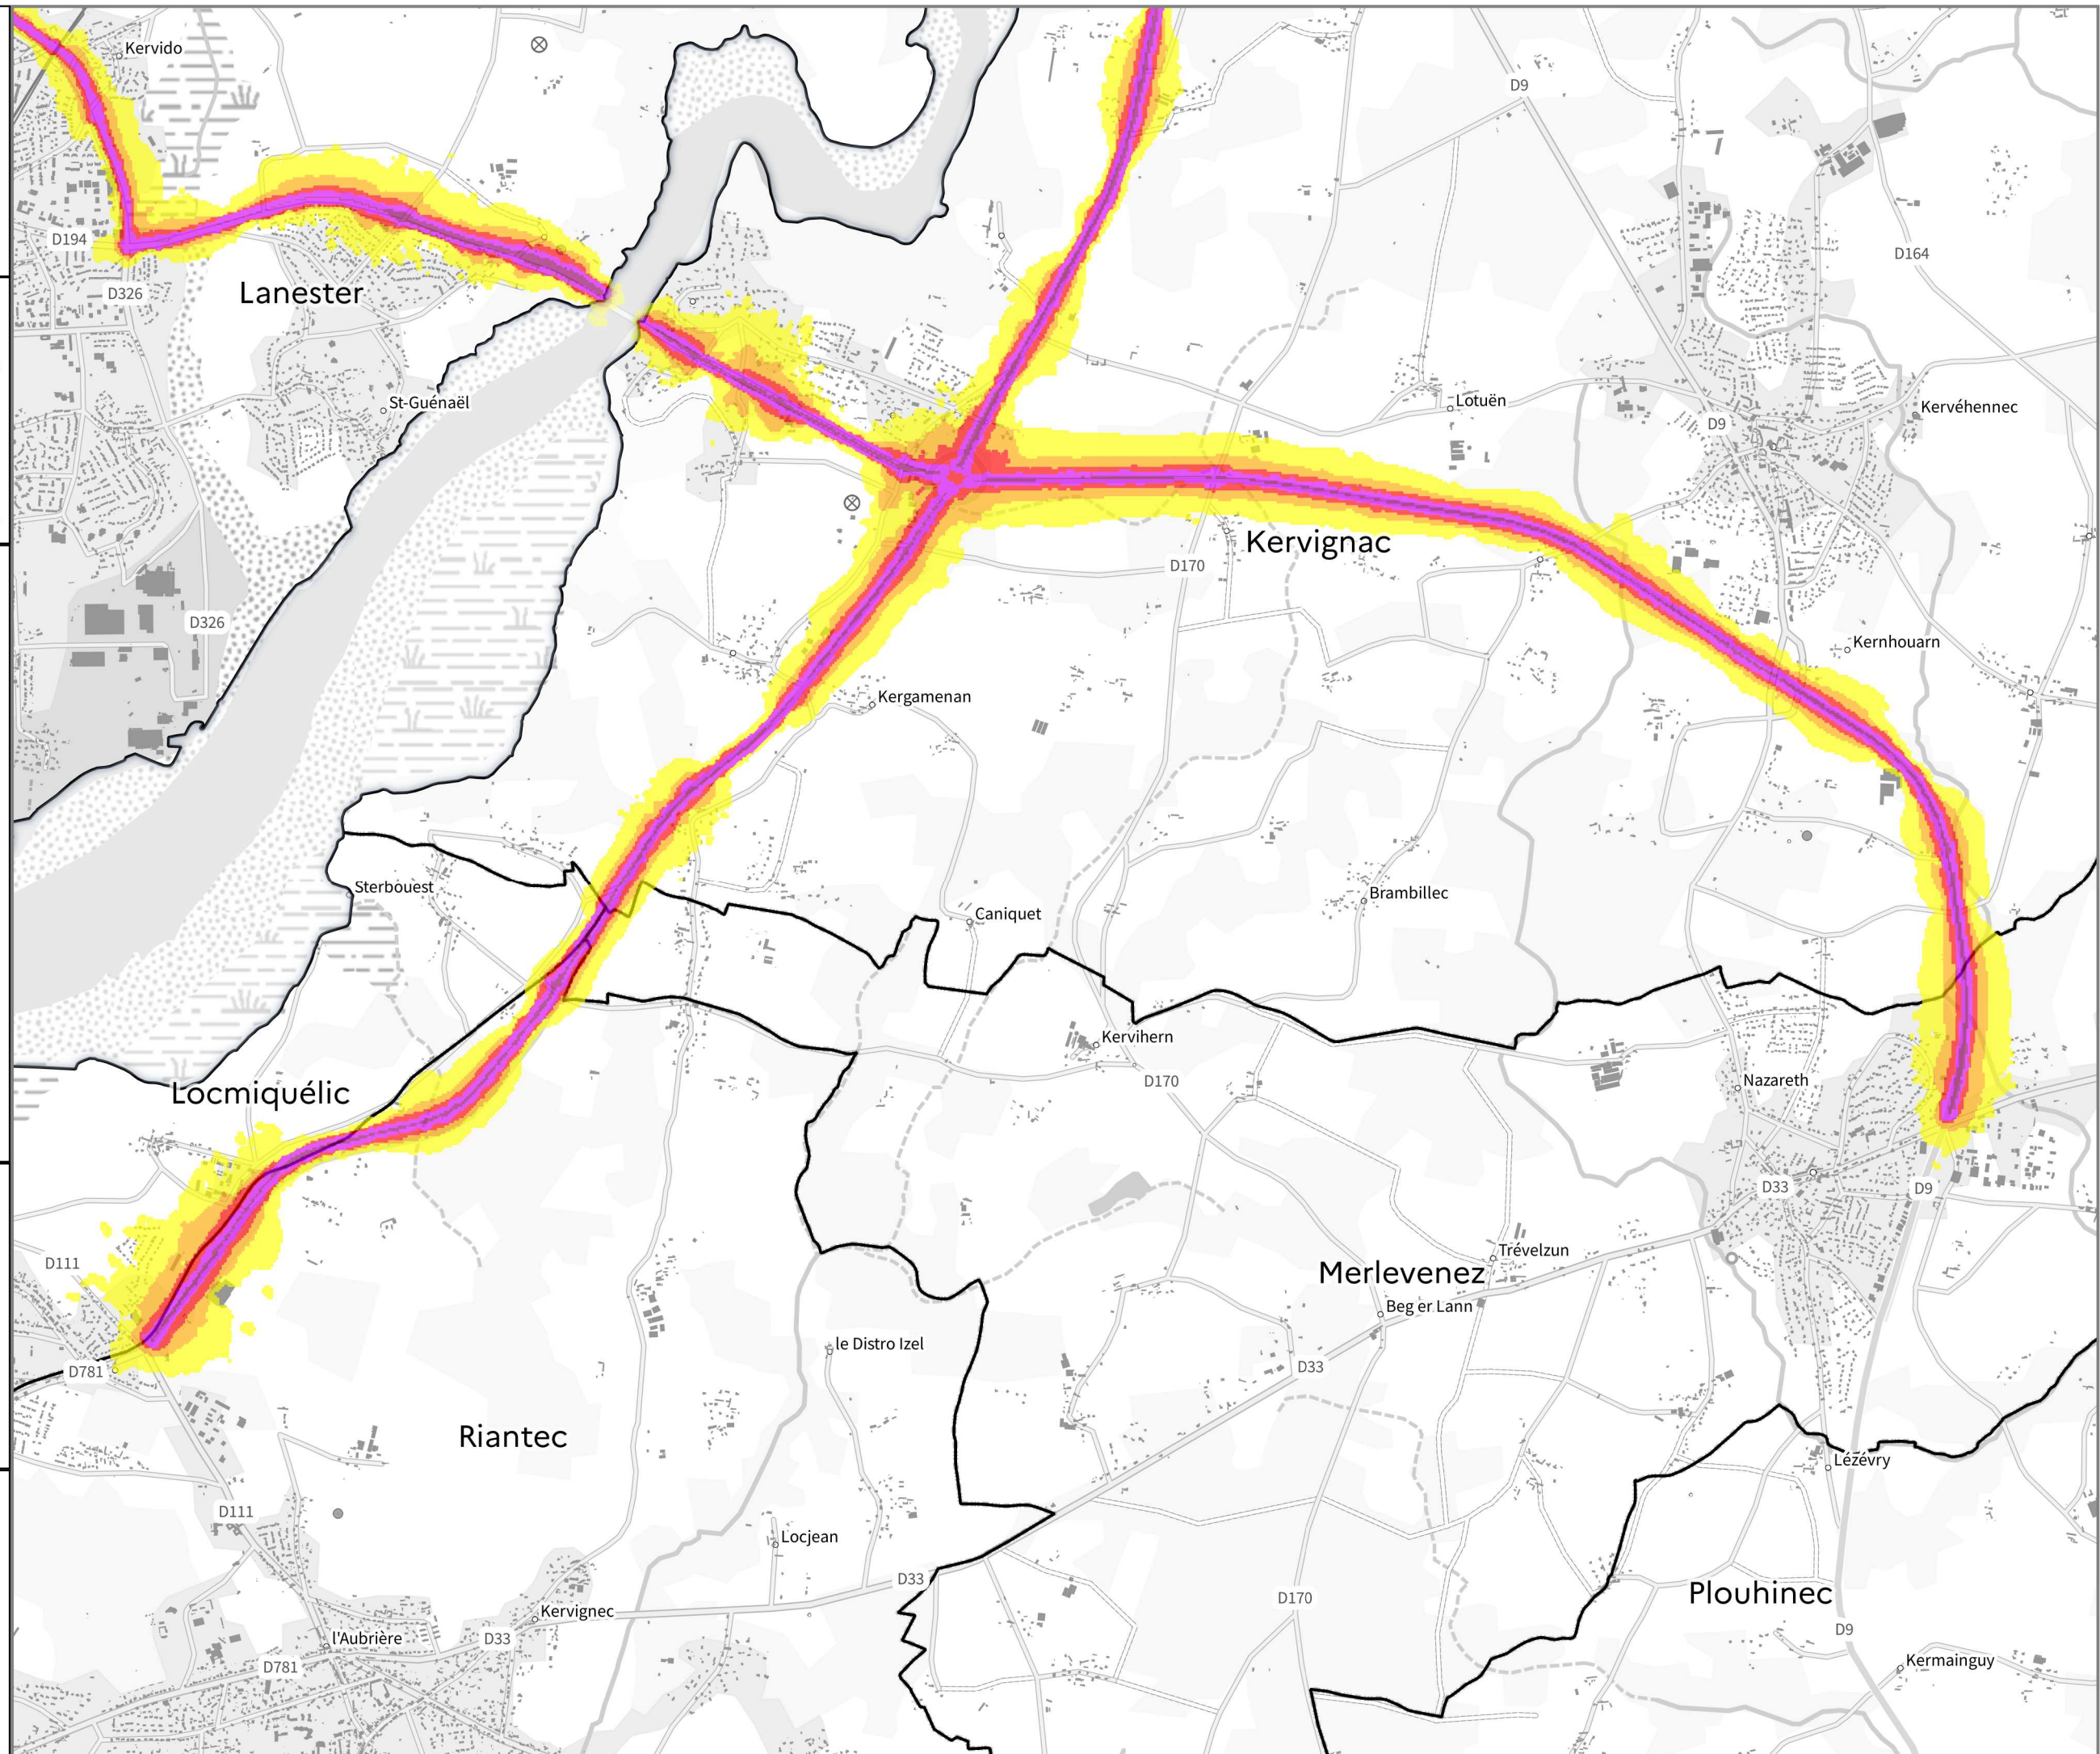 Kervido
D9
D194
D164
D326
Lanester
St-Guénaël
Lotuën
Kervéhennec
D9
Kervignac
D170
D326
Kernhouarn
Kergamenan
Sterbouest
Brambillec
Caniquet
Kervihern
D170
Nazareth
Locmiquélic
D33
D9
D111
Trévelzun
Merlevenez
Beg er Lann
le Distro Izel
D33
D781
Riantec
Lézévry
D111
Locjean
D33
Plouhinec
D170
Kervignec
D9
l'Aubrière
D33
Kermainguy
D781